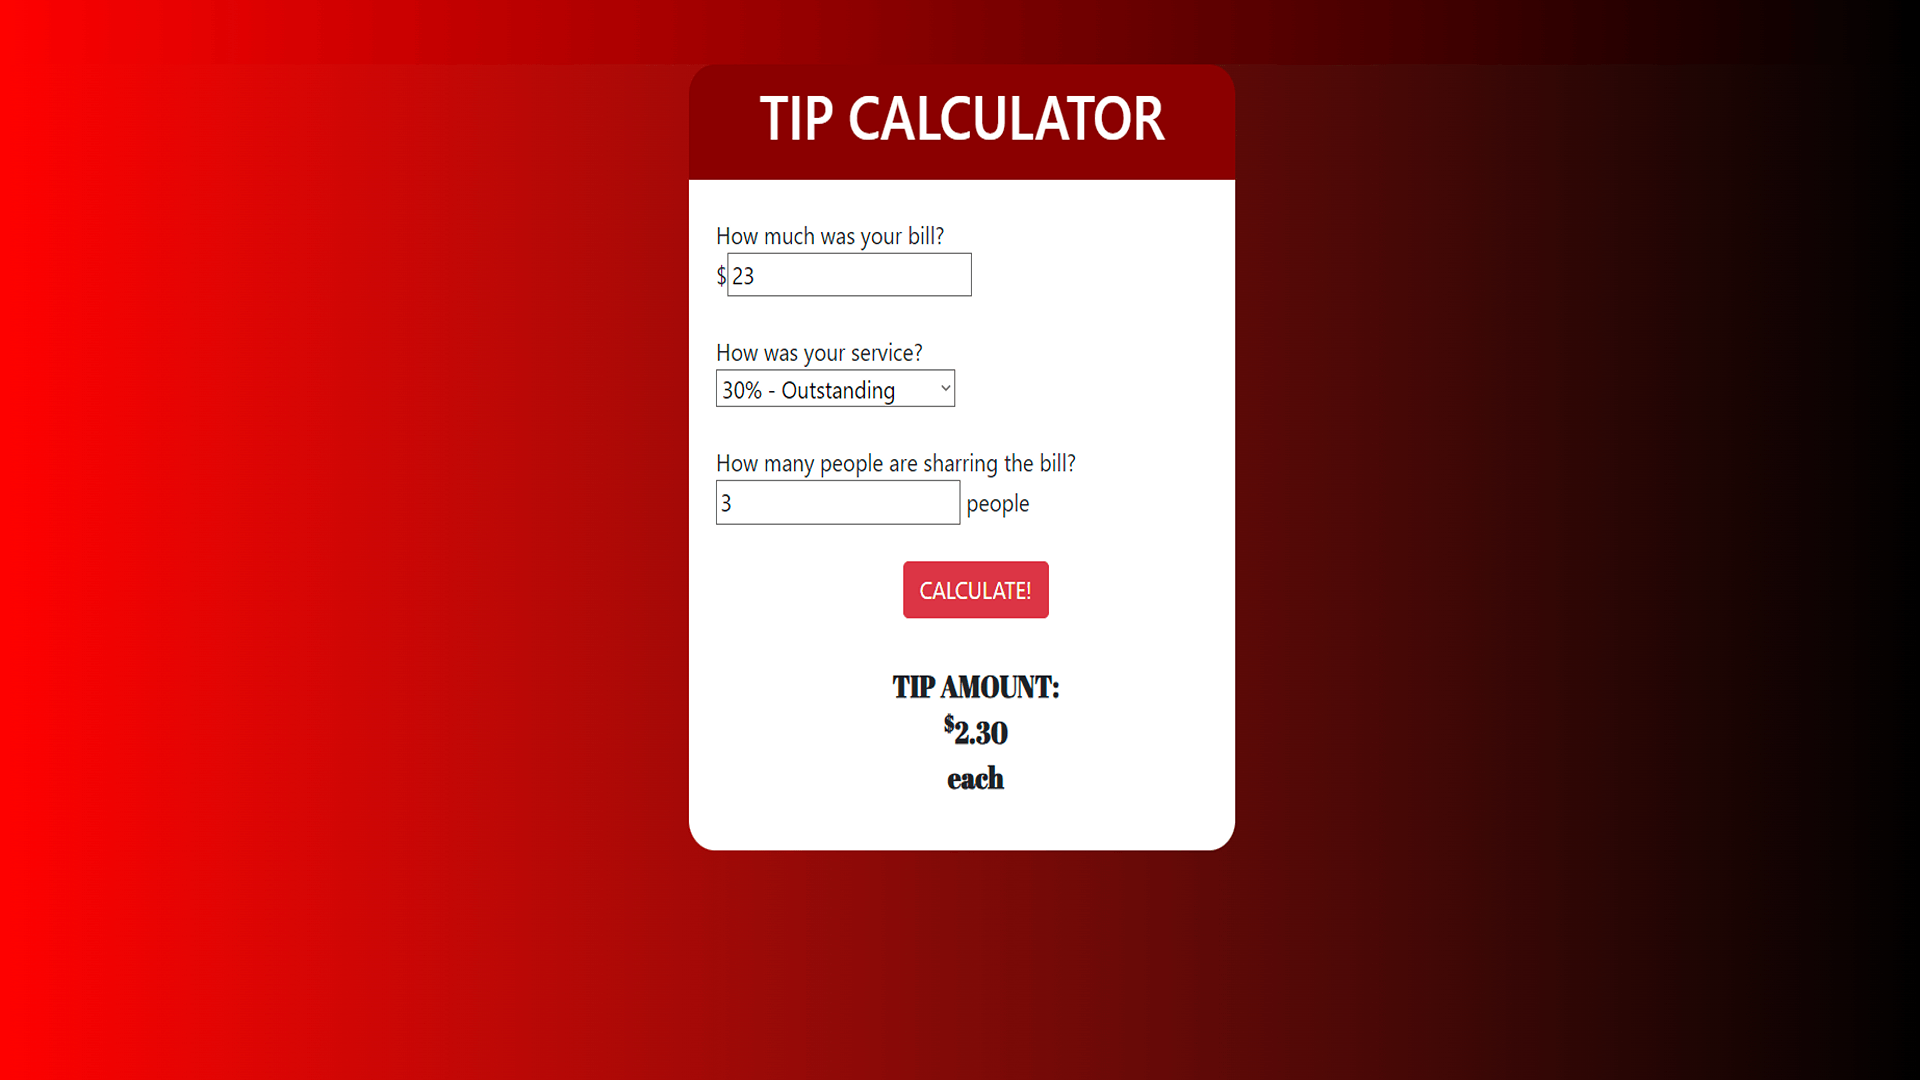 TIP CALCULATOR
How much was your bill?
$ 23
How was your service?
30% - Outstanding
How many people are sharring the bill?
3 people
CALCULATE!
TIP AMOUNT:
$2.30
each